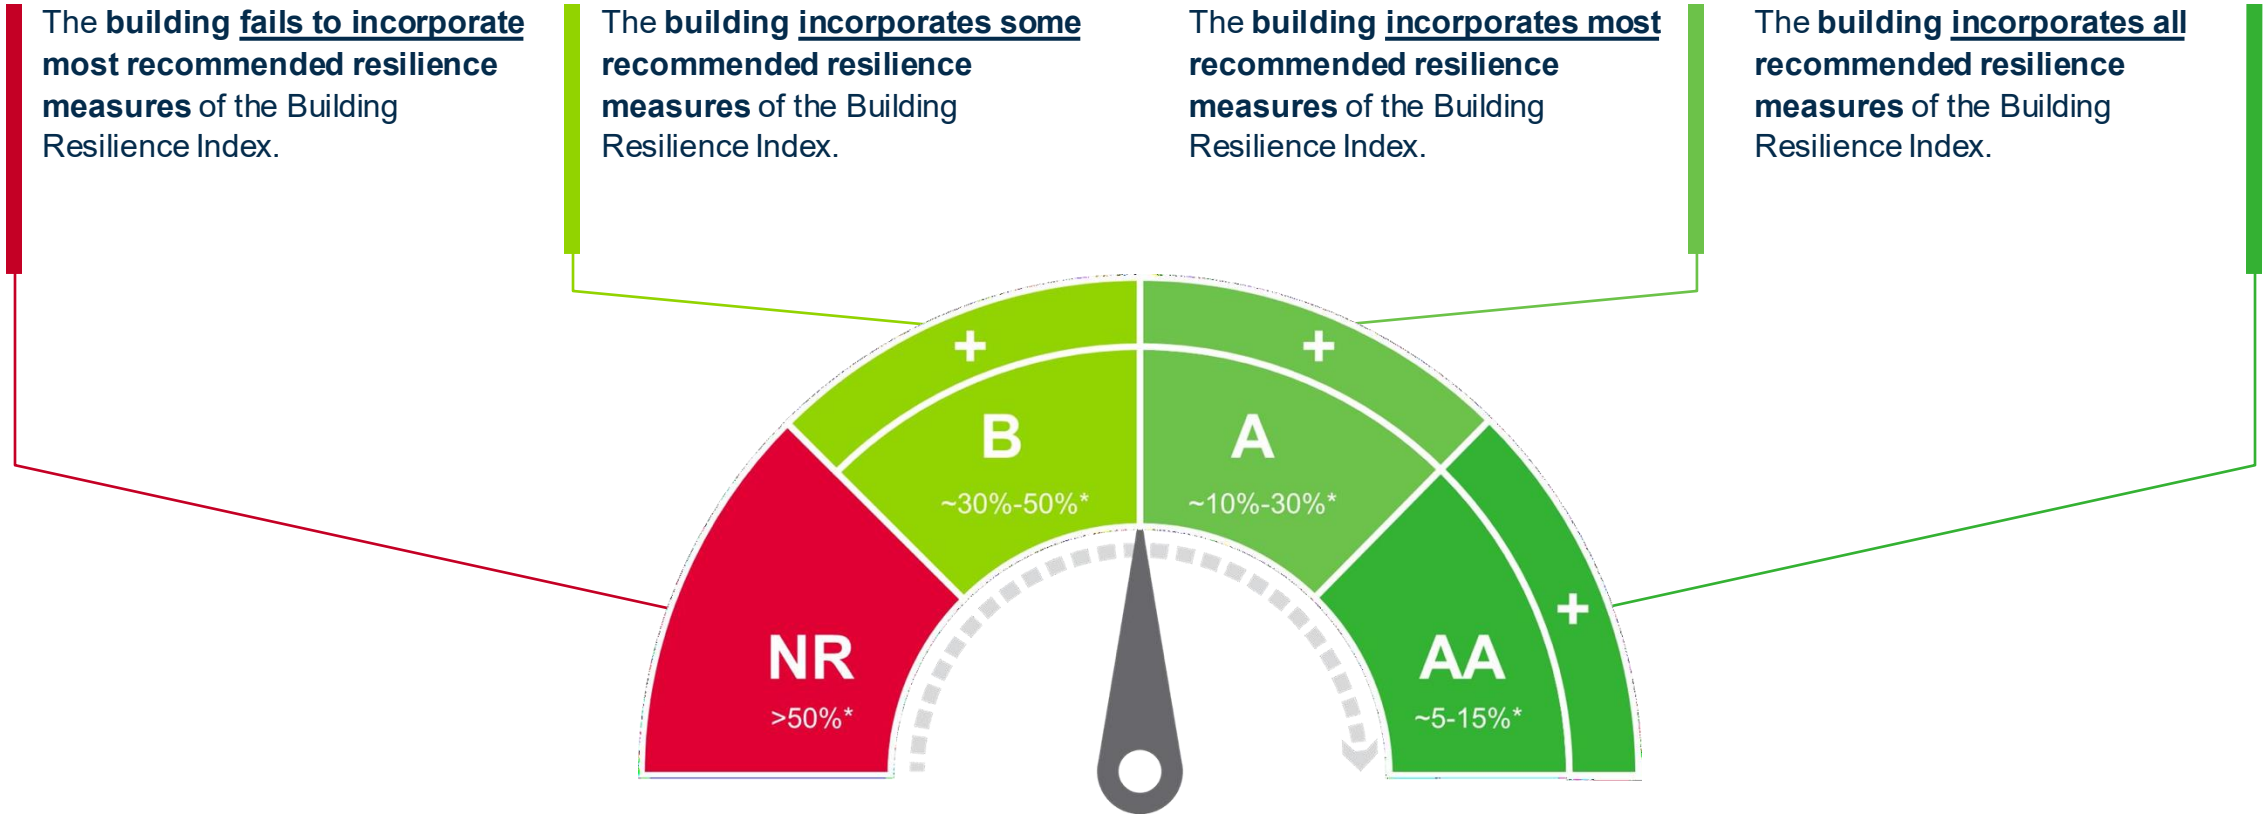 The building fails to incorporate
most recommended resilience
measures of the Building
Resilience Index.
The building incorporates some
recommended resilience
measures of the Building
Resilience Index.
The building incorporates most
recommended resilience
measures of the Building
Resilience Index.
The building incorporates all
recommended resilience
measures of the Building
Resilience Index.
+
+
B
A
~30%-50%*
~10%-30%*
+
NR
AA
>50%*
~5-15%*